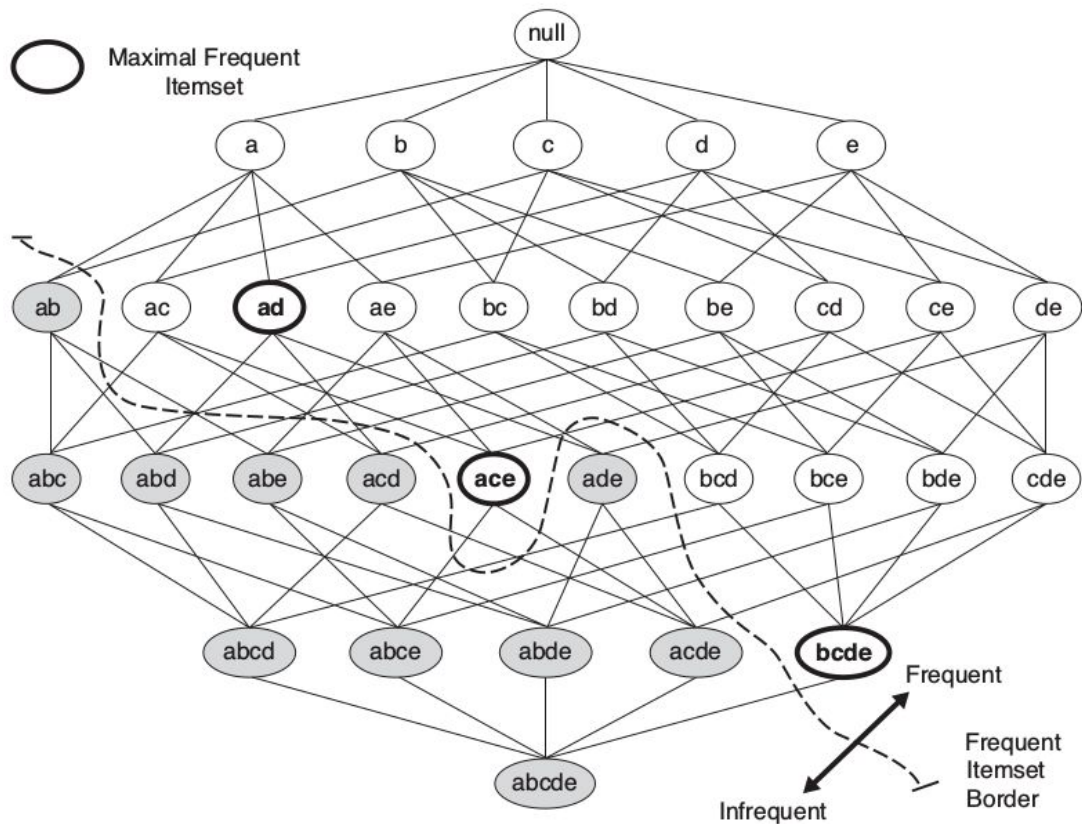 null
Maximal Frequent
Itemset
a b c d e
ab ac ad ae bc bd be cd ce de
abc abd abe acd ace ade bcd bce bde cde
abcd abce abde acde bcde
Frequent
abcde
Infrequent
Frequent
Itemset
Border